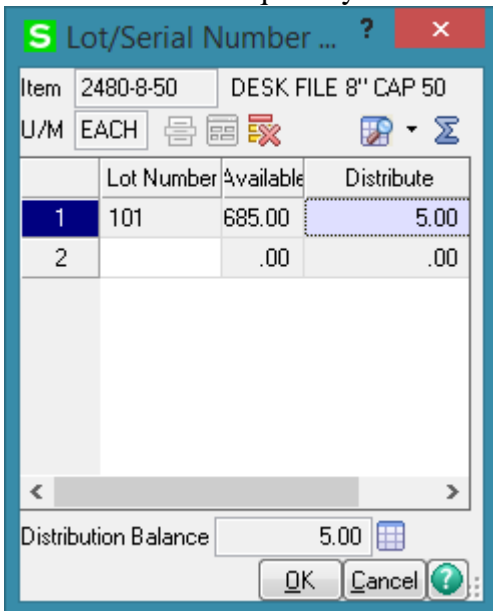 S Lot/Serial Number ... ? ×
Item 2480-8-50 DESK FILE 8" CAP 50
U/M EACH Σ
Lot Number Available Distribute
1 101 685.00 5.00
2 .00 .00
< >
Distribution Balance 5.00
OK Cancel ?